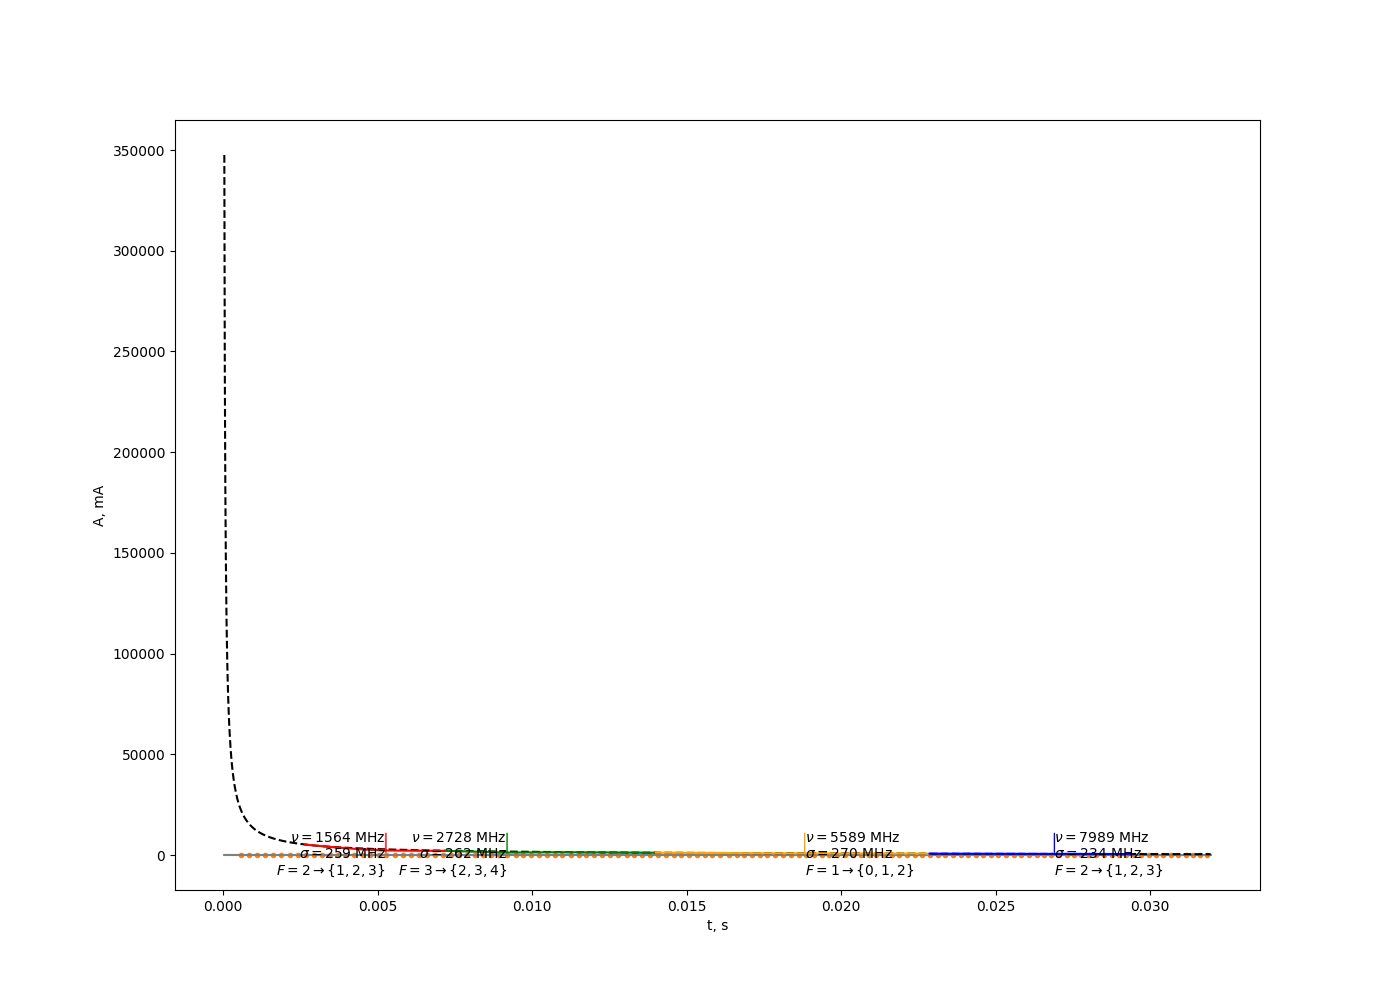 350000
300000
250000
200000
150000
100000
50000
0
A, mA
ν = 1564 MHz
σ = 259 MHz
F = 2 → {1, 2, 3}
ν = 2728 MHz
σ = 262 MHz
F = 3 → {2, 3, 4}
ν = 5589 MHz
σ = 270 MHz
F = 1 → {0, 1, 2}
ν = 7989 MHz
σ = 234 MHz
F = 2 → {1, 2, 3}
0.000 0.005 0.010 0.015 0.020 0.025 0.030
t, s